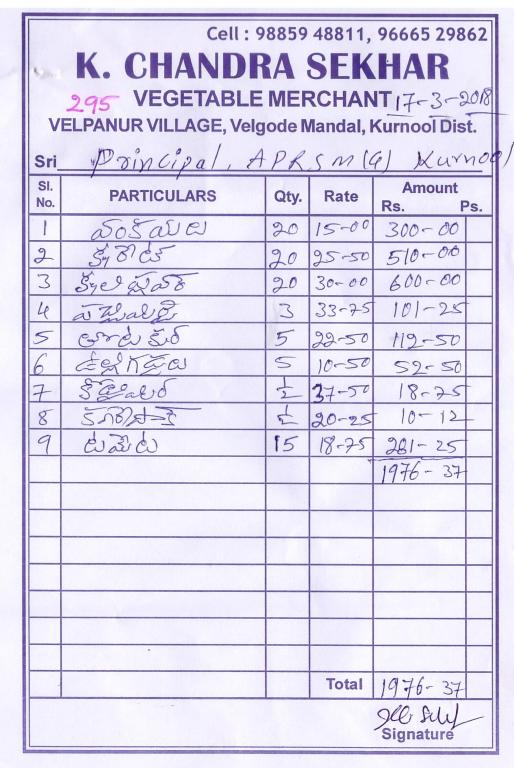 Cell : 98859 48811, 96665 29862
K. CHANDRA SEKHAR
295 VEGETABLE MERCHANT 17-3-2018
VELPANUR VILLAGE, Velgode Mandal, Kurnool Dist.
Sri Principal, APRSM(G) Kurnool
Sl. No. PARTICULARS Qty. Rate Amount Rs. Ps.
1 వంకాయలు 20 15-00 300-00
2 క్యారెట్ 20 25-50 510-00
3 20 30-00 600-00
4 పచ్చిమిర్చి 3 33-75 101-25
5 తోటకూర 5 22-50 112-50
6 ఉల్లిగడ్డలు 5 10-50 52-50
7 ½ 37-50 18-75
8 ½ 20-25 10-12
9 టమోటు 15 18-75 281-25
1976-37
Total 1976-37
Signature